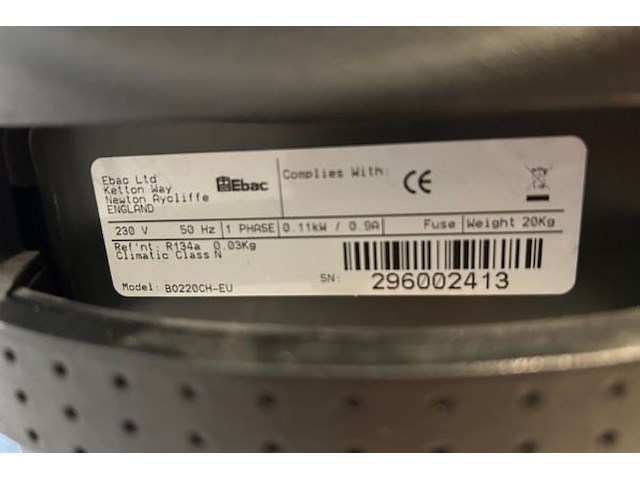 Ebac Ltd
Ketton Way
Newton Aycliffe
ENGLAND
Ebac
Complies With:
CE
230 V 50 Hz 1 PHASE 0.11kW / 0.9A Fuse Weight 20Kg
Ref'nt: R134a 0.03Kg
Climatic Class N
Model: B0220CH-EU
SN: 296002413